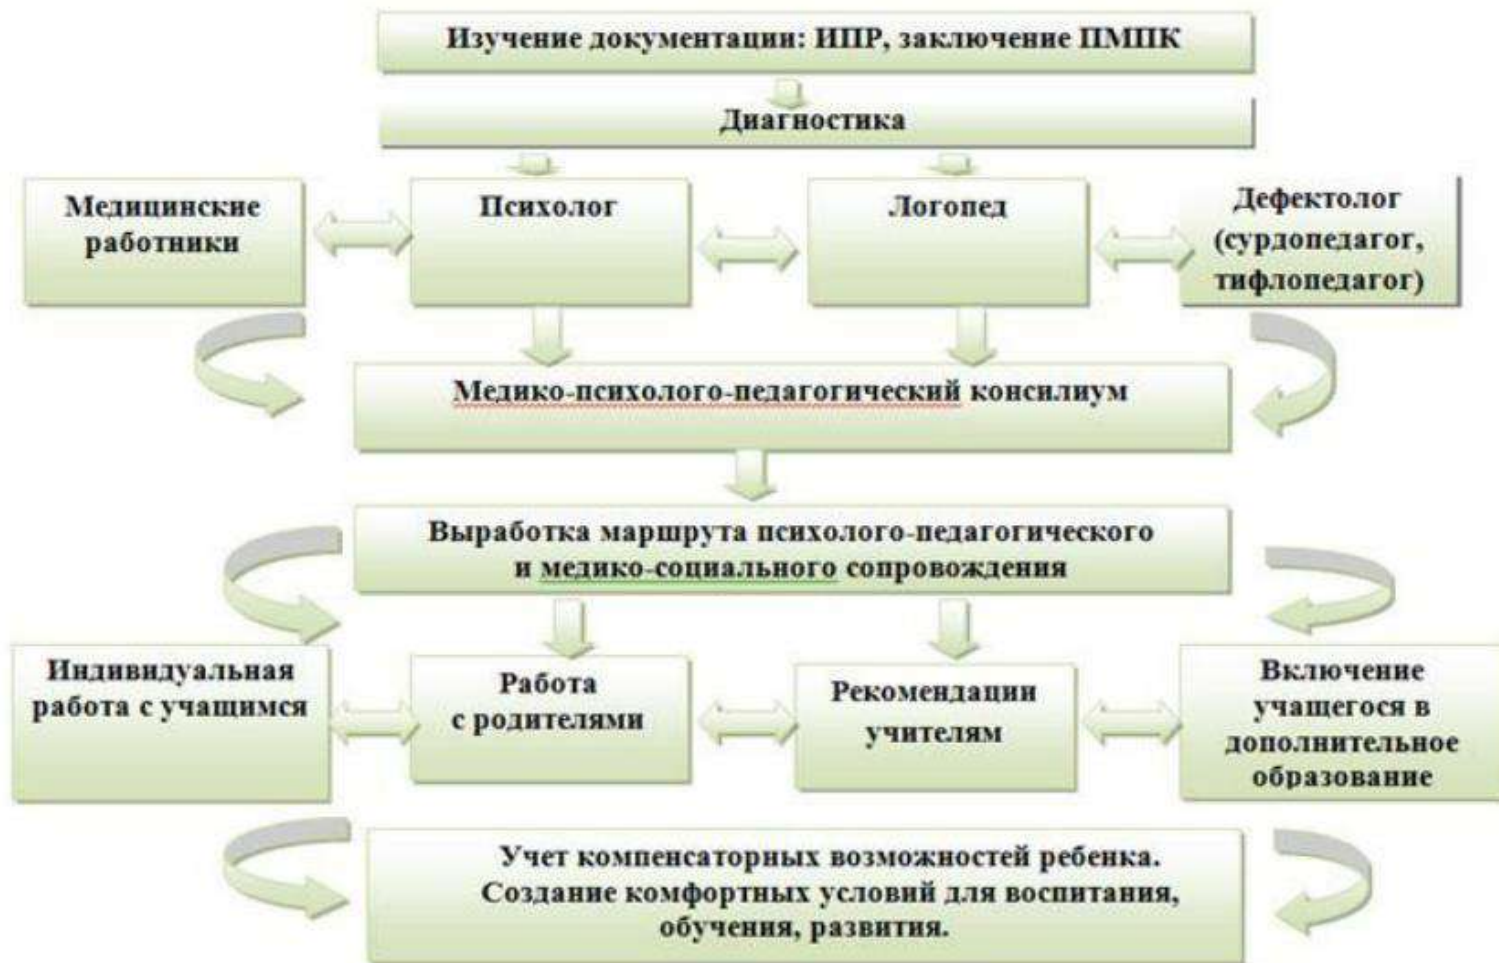 Изучение документации: ИПР, заключение ПМПК
Диагностика
Медицинские
работники
Психолог
Логопед
Дефектолог
(сурдопедагог,
тифлопедагог)
Медико-психолого-педагогический консилиум
Выработка маршрута психолого-педагогического
и медико-социального сопровождения
Индивидуальная
работа с учащимся
Работа
с родителями
Рекомендации
учителям
Включение
учащегося в
дополнительное
образование
Учет компенсаторных возможностей ребенка.
Создание комфортных условий для воспитания,
обучения, развития.